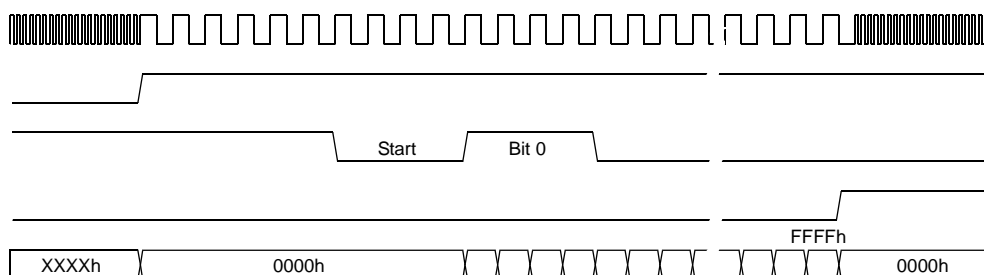 Start
Bit 0
FFFFh
XXXXh
0000h
0000h